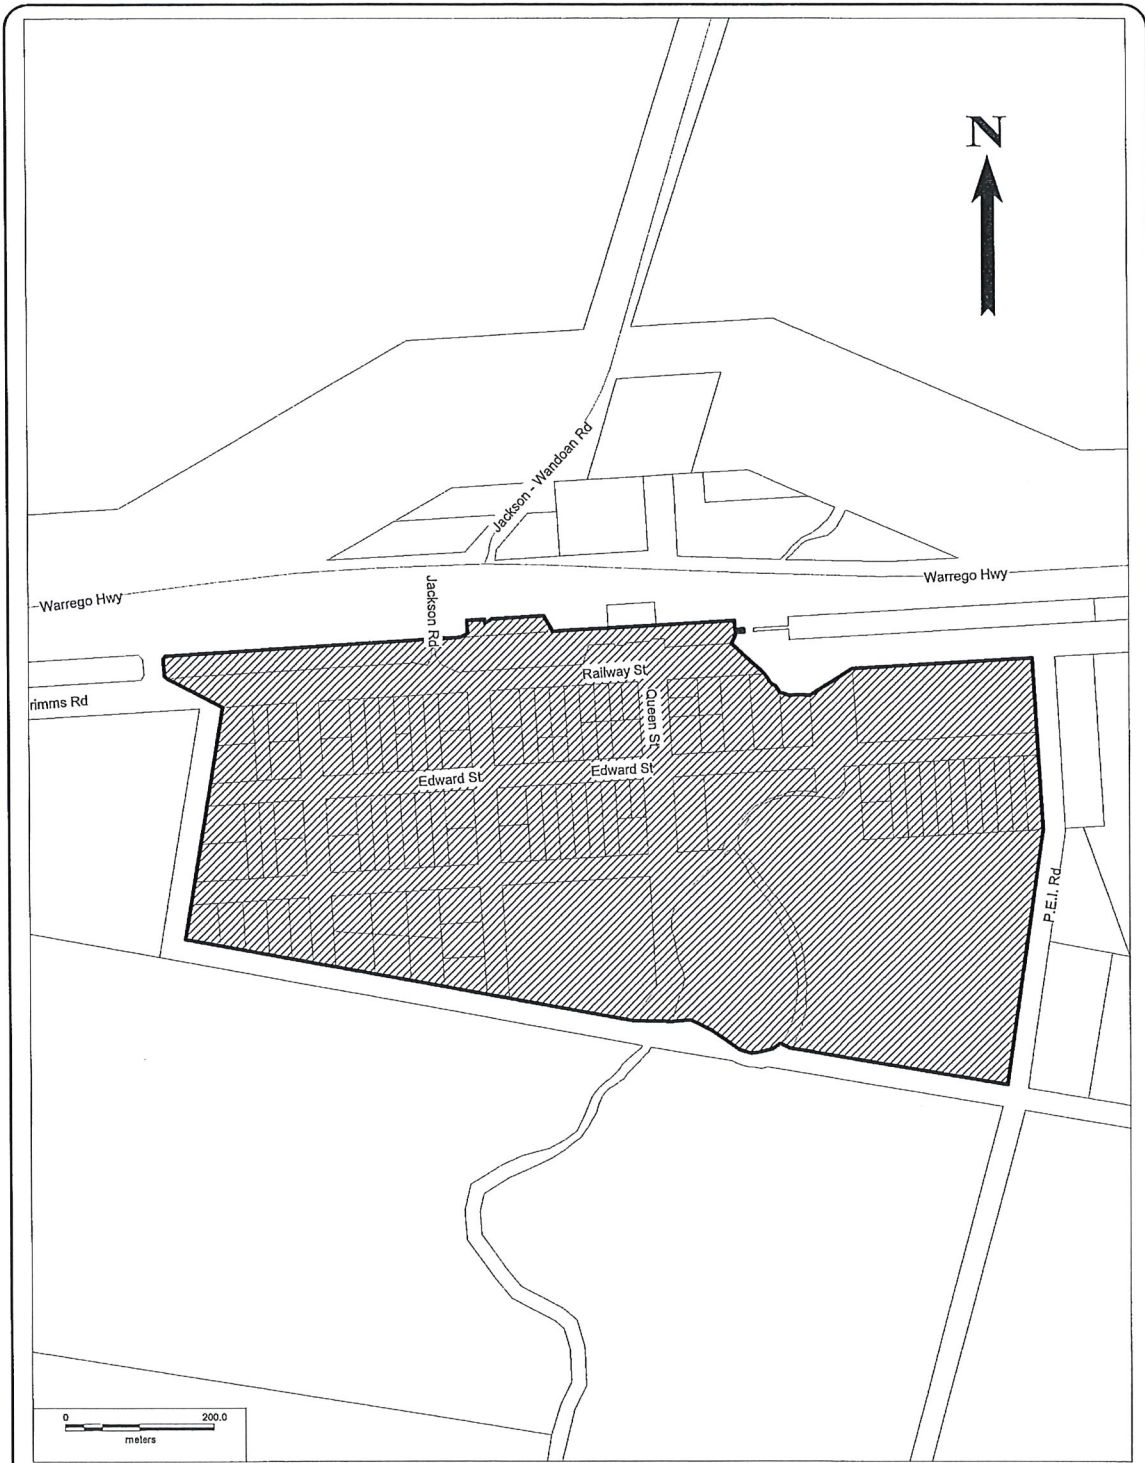 N
Jackson - Wandoan Rd
Warrego Hwy
Warrego Hwy
Jackson Rd
Railway St
rimms Rd
Queen St
Edward St
Edward St
P.E.I. Rd
0 200.0
meters